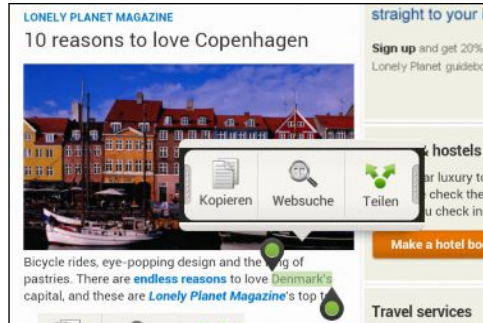 LONELY PLANET MAGAZINE
10 reasons to love Copenhagen
Kopieren
Websuche
Teilen
Bicycle rides, eye-popping design and the of
pastries. There are endless reasons to love Denmark's
capital, and these are Lonely Planet Magazine's top
straight to your
Sign up and get 20%
Lonely Planet
hostels
luxury to
check the
check in
Make a hotel
Travel services